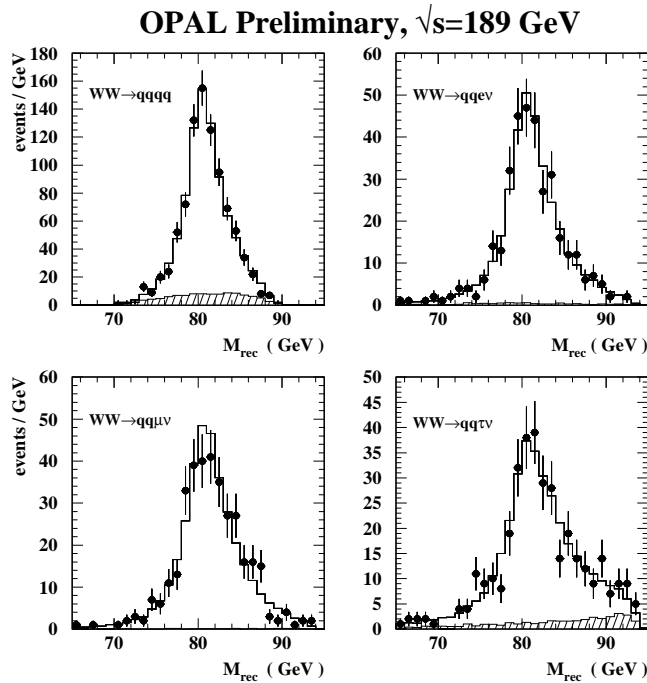 OPAL Preliminary, √s=189 GeV
events / GeV
180
160
140
120
100
80
60
40
20
0
WW→qqqq
70 80 90
M_rec ( GeV )
60
50
40
30
20
10
0
WW→qqeν
70 80 90
M_rec ( GeV )
events / GeV
60
50
40
30
20
10
0
WW→qqμν
70 80 90
M_rec ( GeV )
50
45
40
35
30
25
20
15
10
5
0
WW→qqτν
70 80 90
M_rec ( GeV )